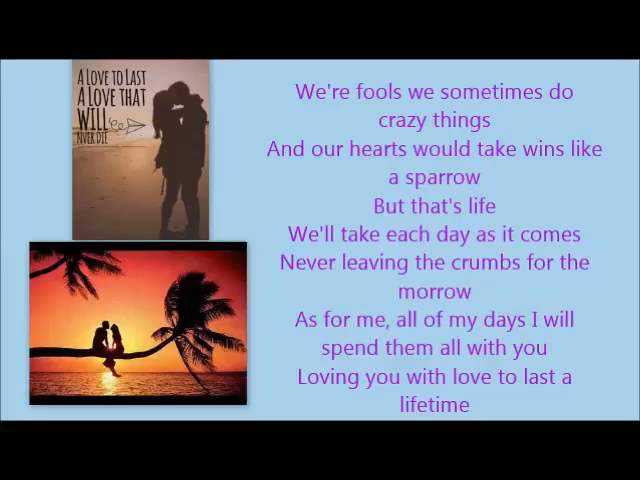 A LOVE TO LAST
A LOVE THAT
WILL
NVER DIE
We're fools we sometimes do
crazy things
And our hearts would take wins like
a sparrow
But that's life
We'll take each day as it comes
Never leaving the crumbs for the
morrow
As for me, all of my days I will
spend them all with you
Loving you with love to last a
lifetime